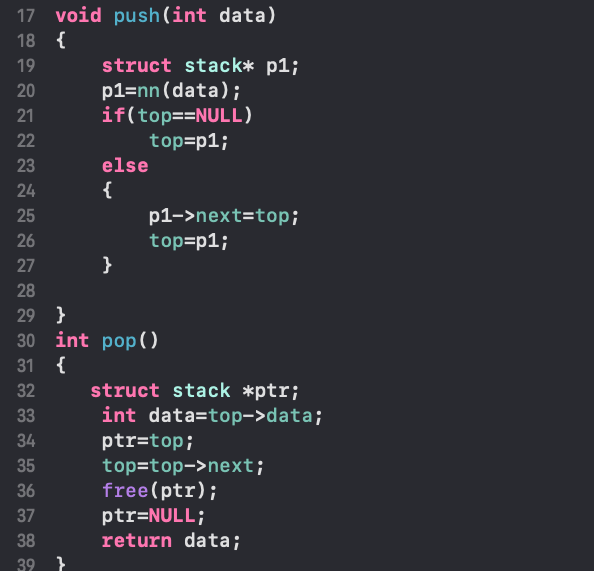 17 void push(int data)
18 {
19     struct stack* p1;
20     p1=nn(data);
21     if(top==NULL)
22         top=p1;
23     else
24     {
25         p1->next=top;
26         top=p1;
27     }
28
29 }
30 int pop()
31 {
32    struct stack *ptr;
33     int data=top->data;
34     ptr=top;
35     top=top->next;
36     free(ptr);
37     ptr=NULL;
38     return data;
39 }